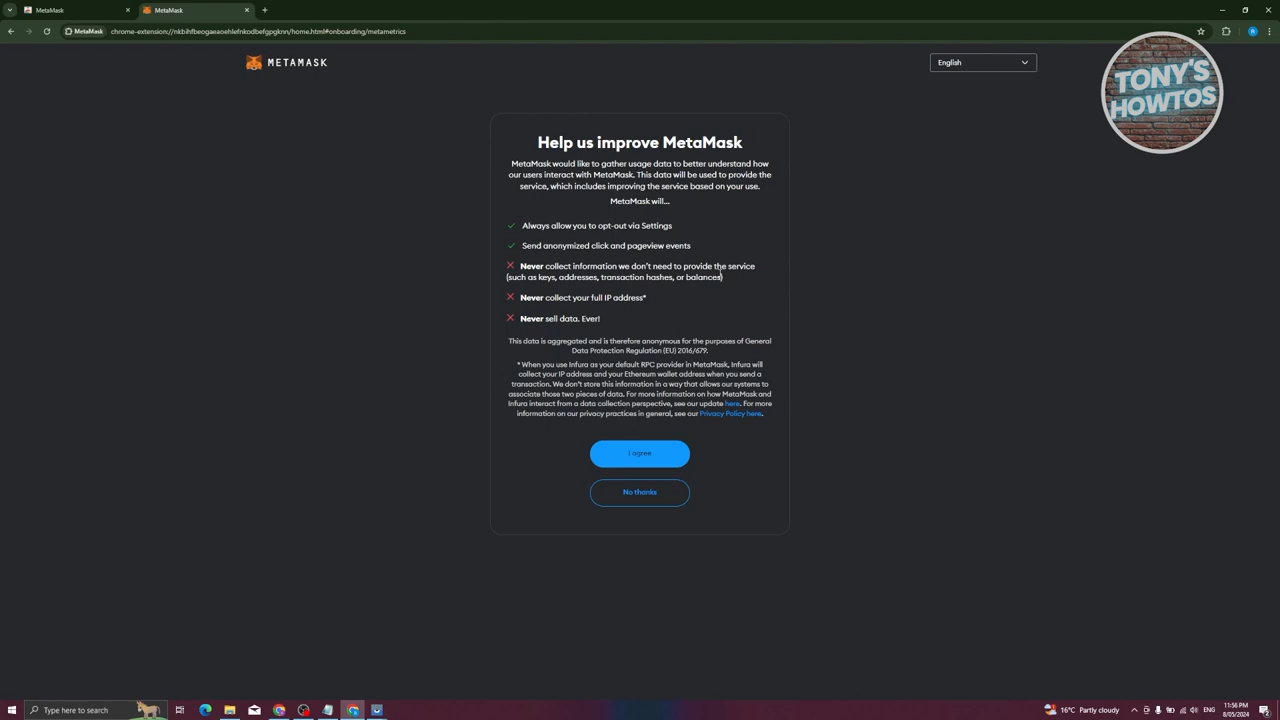 MetaMask
MetaMask
MetaMask
chrome-extension://nkbihfbeogaeaoehlefnkodbefgpgknn/home.html#onboarding/metametrics
METAMASK
English
TONY'S
HOWTOS
Help us improve MetaMask
MetaMask would like to gather usage data to better understand how
our users interact with MetaMask. This data will be used to provide the
service, which includes improving the service based on your use.
MetaMask will...
Always allow you to opt-out via Settings
Send anonymized click and pageview events
Never collect information we don't need to provide the service
(such as keys, addresses, transaction hashes, or balances)
Never collect your full IP address*
Never sell data. Ever!
This data is aggregated and is therefore anonymous for the purposes of General
Data Protection Regulation (EU) 2016/679.
* When you use Infura as your default RPC provider in MetaMask, Infura will
collect your IP address and your Ethereum wallet address when you send a
transaction. We don't store this information in a way that allows our systems to
associate those two pieces of data. For more information on how MetaMask and
Infura interact from a data collection perspective, see our update here. For more
information on our privacy practices in general, see our Privacy Policy here.
I agree
No thanks
Type here to search
16°C Partly cloudy
ENG
11:56 PM
8/05/2024